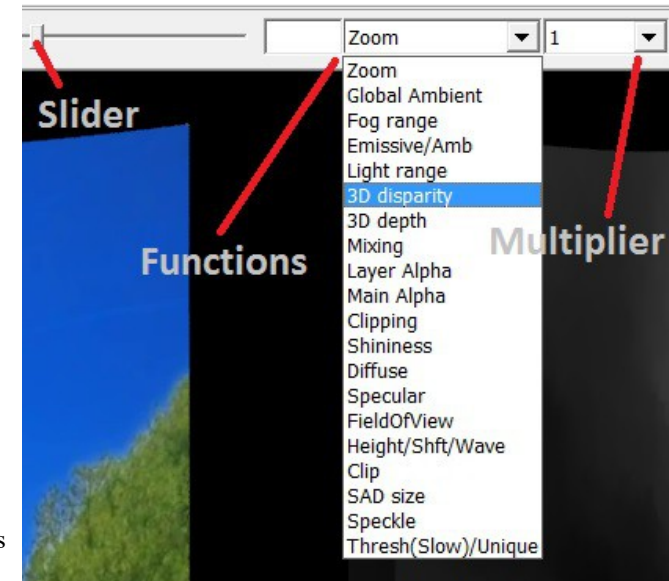 Zoom
1
Zoom
Global Ambient
Fog range
Emissive/Amb
Light range
3D disparity
3D depth
Mixing
Layer Alpha
Main Alpha
Clipping
Shininess
Diffuse
Specular
FieldOfView
Height/Shft/Wave
Clip
SAD size
Speckle
Thresh(Slow)/Unique
Slider
Functions
Multiplier
s